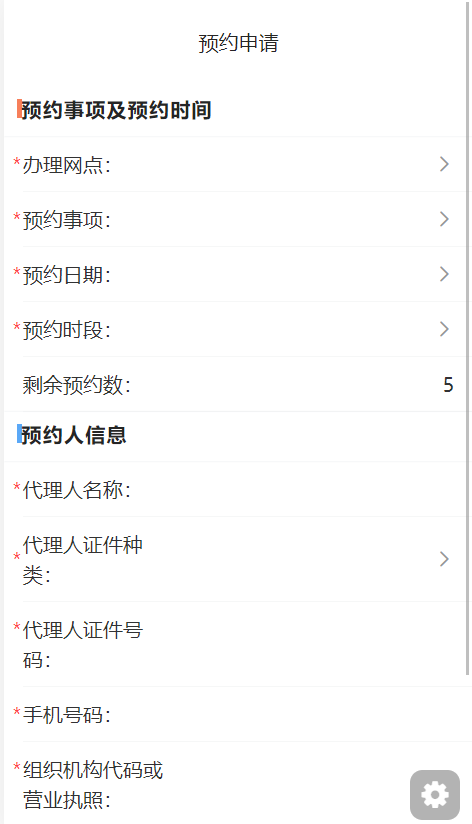 预约申请
预约事项及预约时间
*办理网点：
*预约事项：
*预约日期：
*预约时段：
剩余预约数： 5
预约人信息
*代理人名称：
*代理人证件种
类：
*代理人证件号
码：
*手机号码：
*组织机构代码或
营业执照：